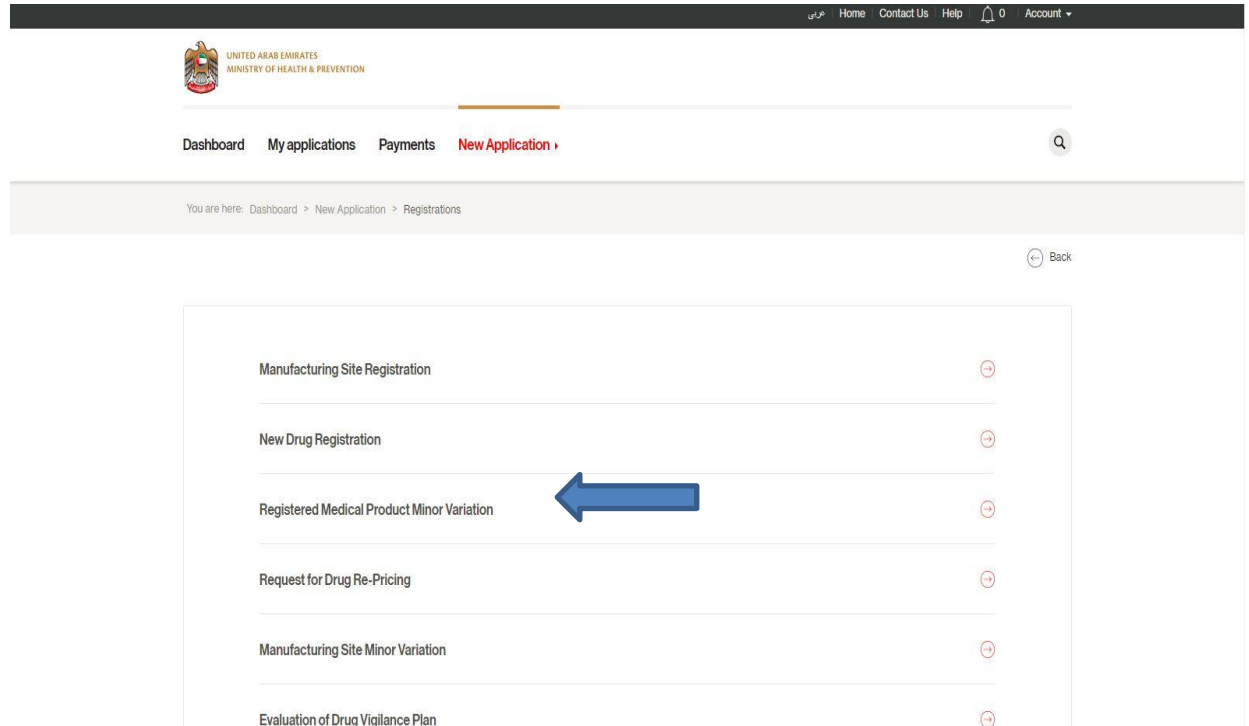 عربي Home Contact Us Help 0 Account
UNITED ARAB EMIRATES
MINISTRY OF HEALTH & PREVENTION
Dashboard My applications Payments New Application
You are here: Dashboard > New Application > Registrations
Back
Manufacturing Site Registration
New Drug Registration
Registered Medical Product Minor Variation
Request for Drug Re-Pricing
Manufacturing Site Minor Variation
Evaluation of Drug Vigilance Plan